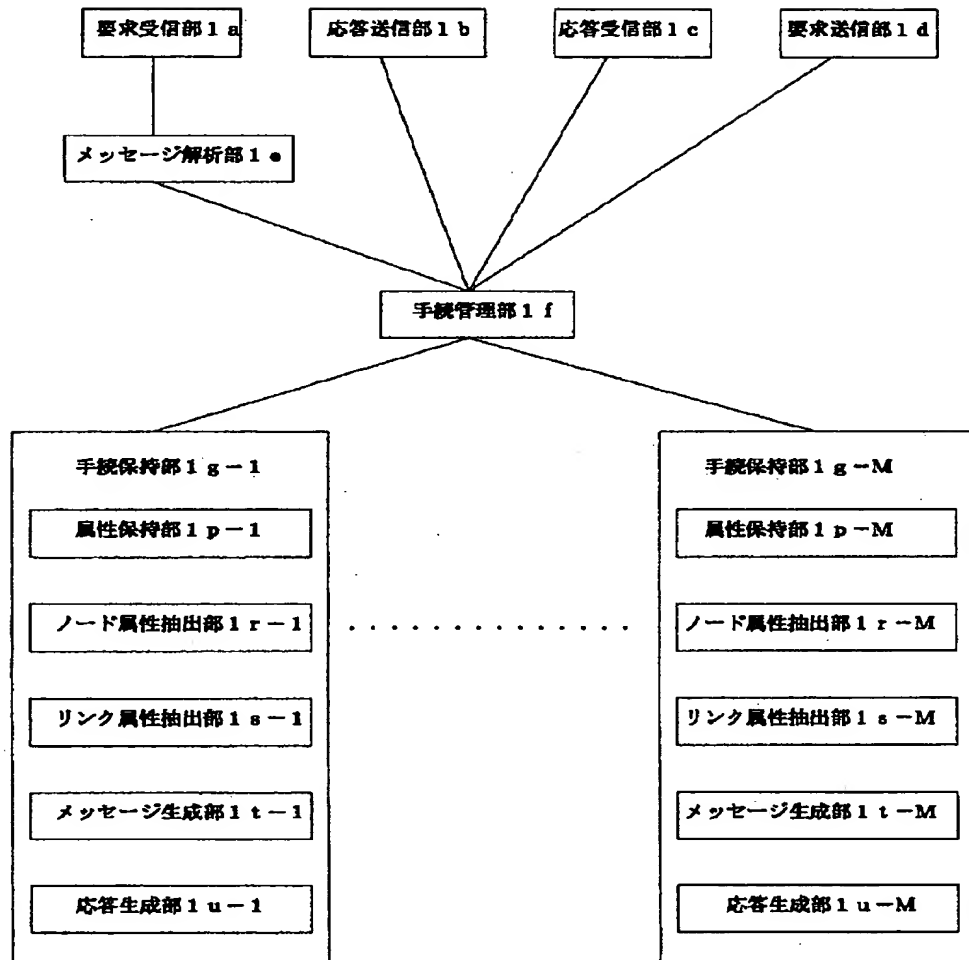 要求受信部1a
応答送信部1b
応答受信部1c
要求送信部1d
メッセージ解析部1e
手続管理部1f
手続保持部1g-1
属性保持部1p-1
ノード属性抽出部1r-1
リンク属性抽出部1s-1
メッセージ生成部1t-1
応答生成部1u-1
手続保持部1g-M
属性保持部1p-M
ノード属性抽出部1r-M
リンク属性抽出部1s-M
メッセージ生成部1t-M
応答生成部1u-M